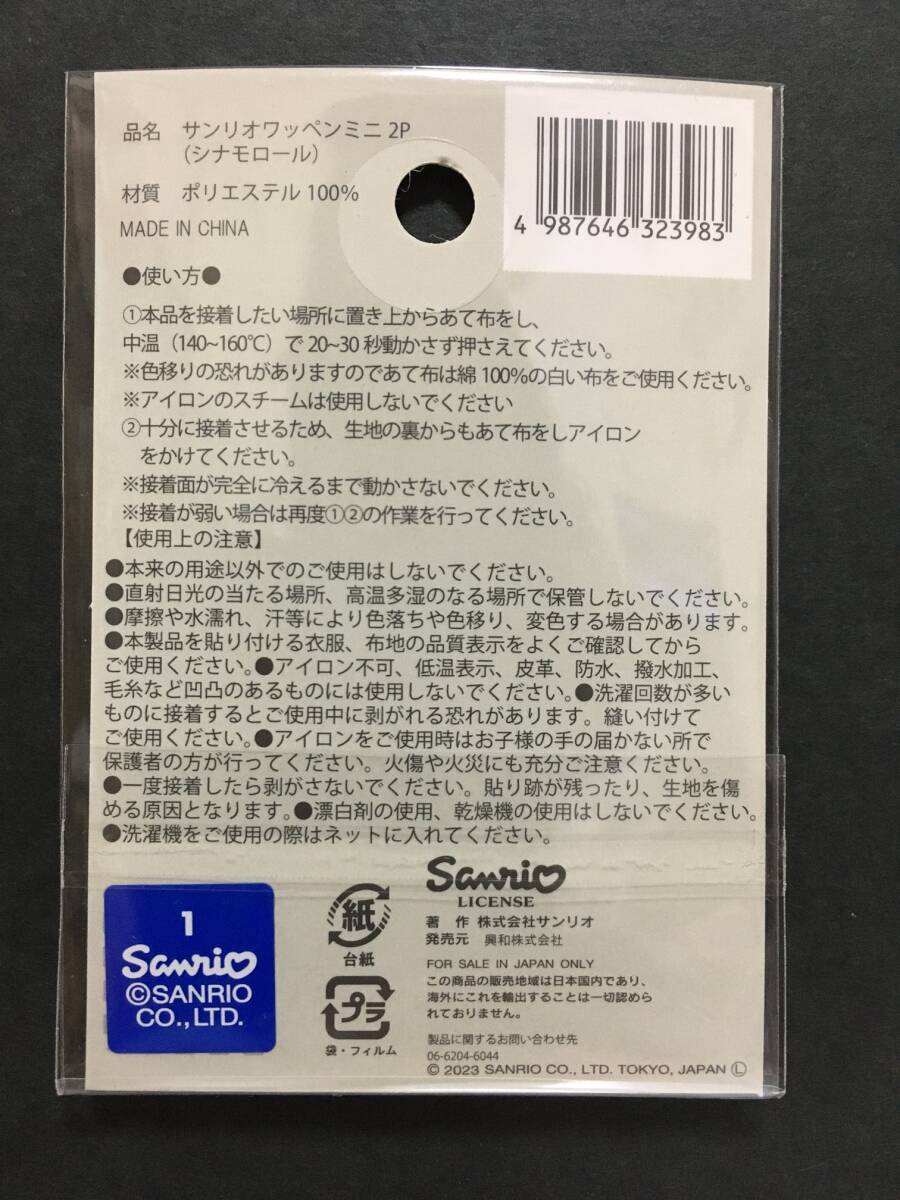 品名 サンリオワッペンミニ 2P
（シナモロール）
材質 ポリエステル 100%
MADE IN CHINA
4 987646 323983
●使い方●
①本品を接着したい場所に置き上からあて布をし、
中温（140~160℃）で 20~30 秒動かさず押さえてください。
※色移りの恐れがありますのであて布は綿 100%の白い布をご使用ください。
※アイロンのスチームは使用しないでください
②十分に接着させるため、生地の裏からもあて布をしアイロン
をかけてください。
※接着面が完全に冷えるまで動かさないでください。
※接着が弱い場合は再度①②の作業を行ってください。
【使用上の注意】
●本来の用途以外でのご使用はしないでください。
●直射日光の当たる場所、高温多湿のなる場所で保管しないでください。
●摩擦や水濡れ、汗等により色落ちや色移り、変色する場合があります。
●本製品を貼り付ける衣服、布地の品質表示をよくご確認してから
ご使用ください。●アイロン不可、低温表示、皮革、防水、撥水加工、
毛糸など凹凸のあるものには使用しないでください。●洗濯回数が多い
ものに接着するとご使用中に剥がれる恐れがあります。縫い付けて
ご使用ください。●アイロンをご使用時はお子様の手の届かない所で
保護者の方が行ってください。火傷や火災にも充分ご注意ください。
●一度接着したら剥がさないでください。貼り跡が残ったり、生地を傷
める原因となります。●漂白剤の使用、乾燥機の使用はしないでください。
●洗濯機をご使用の際はネットに入れてください。
1
Sanrio
©SANRIO
CO.,LTD.
紙
台紙
プラ
袋・フィルム
Sanrio
LICENSE
著 作 株式会社サンリオ
発売元 興和株式会社
FOR SALE IN JAPAN ONLY
この商品の販売地域は日本国内であり、
海外にこれを輸出することは一切認めら
れておりません。
製品に関するお問い合わせ先
06-6204-6044
© 2023 SANRIO CO., LTD. TOKYO, JAPAN Ⓛ